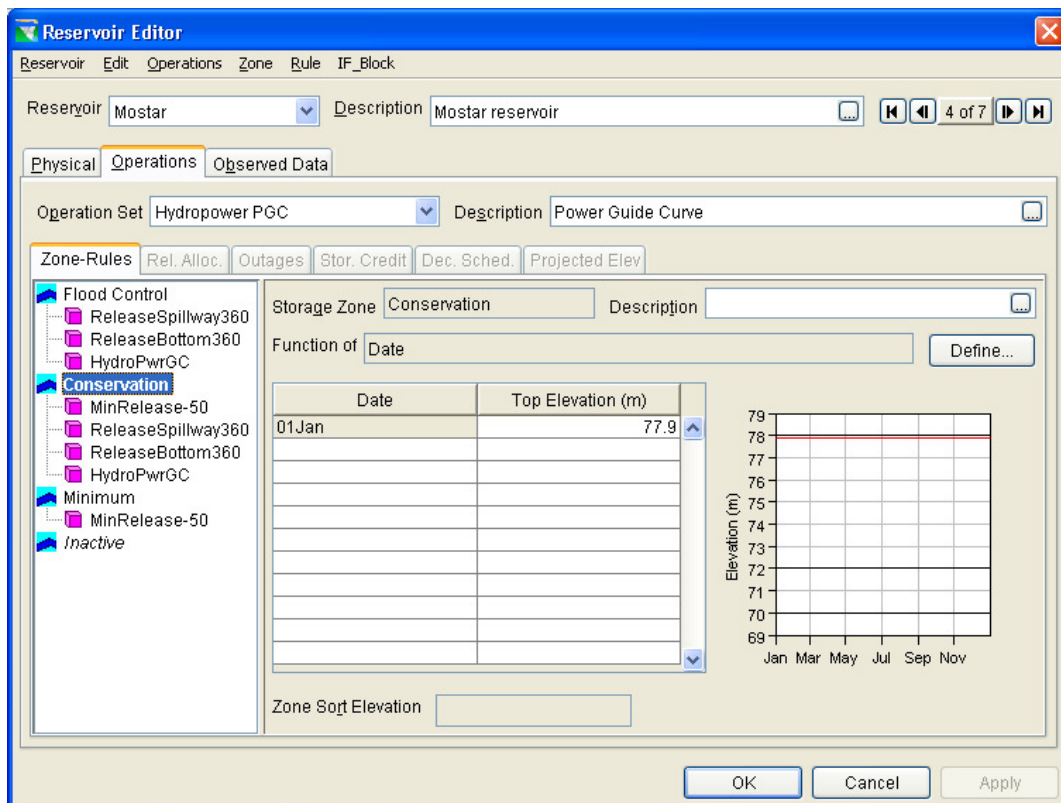 Reservoir Editor
Reservoir Edit Operations Zone Rule IF_Block
Reservoir Mostar Description Mostar reservoir ... 4 of 7
Physical Operations Observed Data
Operation Set Hydropower PGC Description Power Guide Curve ...
Zone-Rules Rel. Alloc. Outages Stor. Credit Dec. Sched. Projected Elev
Flood Control
ReleaseSpillway360
ReleaseBottom360
HydroPwrGC
Conservation
MinRelease-50
ReleaseSpillway360
ReleaseBottom360
HydroPwrGC
Minimum
MinRelease-50
Inactive
Storage Zone Conservation Description ...
Function of Date Define...
Date Top Elevation (m)
01Jan 77.9
Elevation (m)
79
78
77
76
75
74
73
72
71
70
69
Jan Mar May Jul Sep Nov
Zone Sort Elevation
OK Cancel Apply